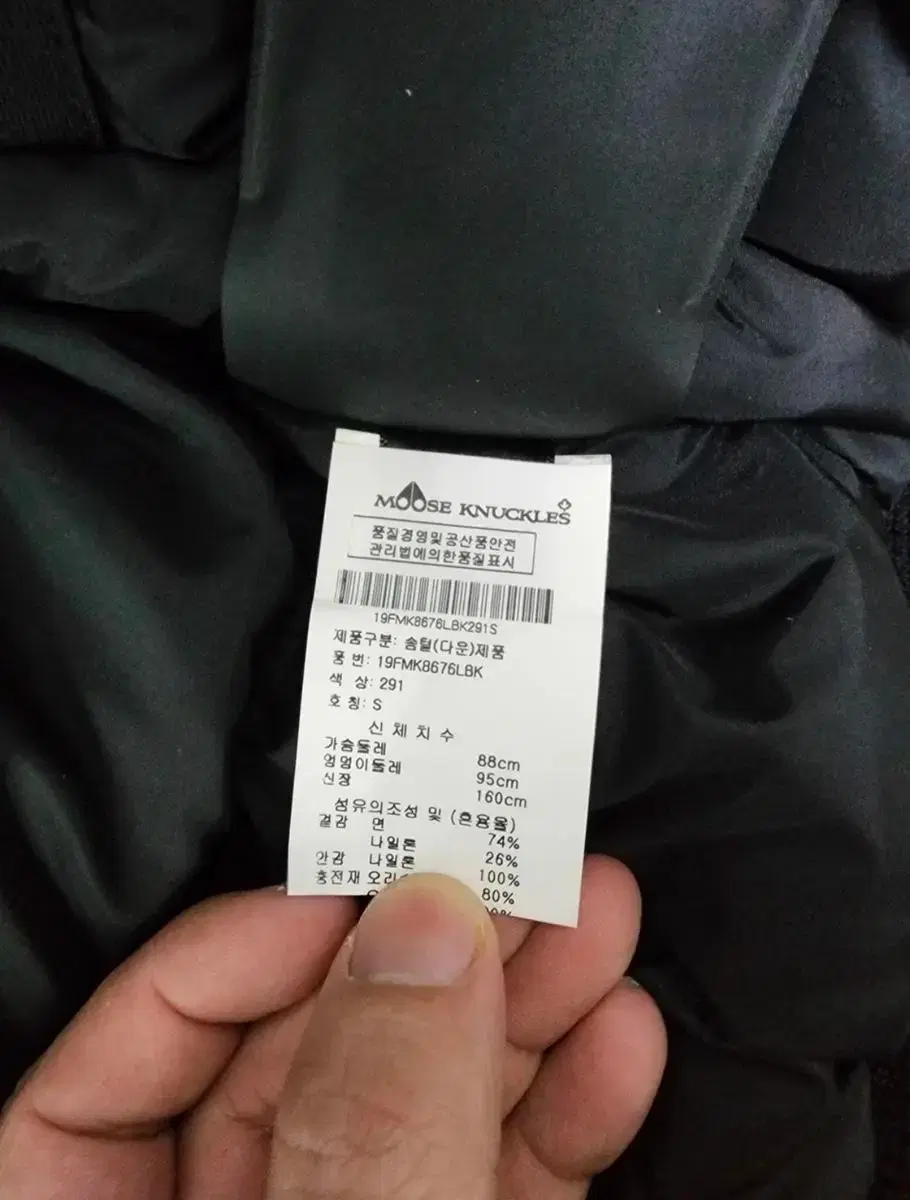 MOOSE KNUCKLES
품질경영및공산품안전
관리법에의한품질표시
19FMK8676LBK291S
제품구분: 솜털(다운)제품
품 번: 19FMK8676LBK
색 상: 291
호 칭: S
신 체 치 수
가슴둘레 88cm
엉덩이둘레 95cm
신장 160cm
섬유의조성 및 (혼용율)
겉감 면 74%
나일론 26%
안감 나일론 100%
충전재 80%